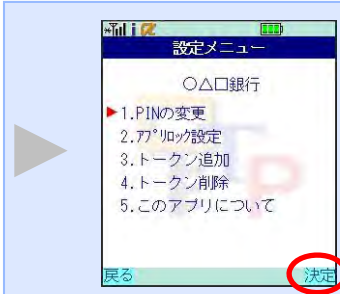 設定メニュー
○△□銀行
1.PINの変更
2.ｱﾌﾟﾘﾛｯｸ設定
3.トークン追加
4.トークン削除
5.このアプリについて
戻る
決定